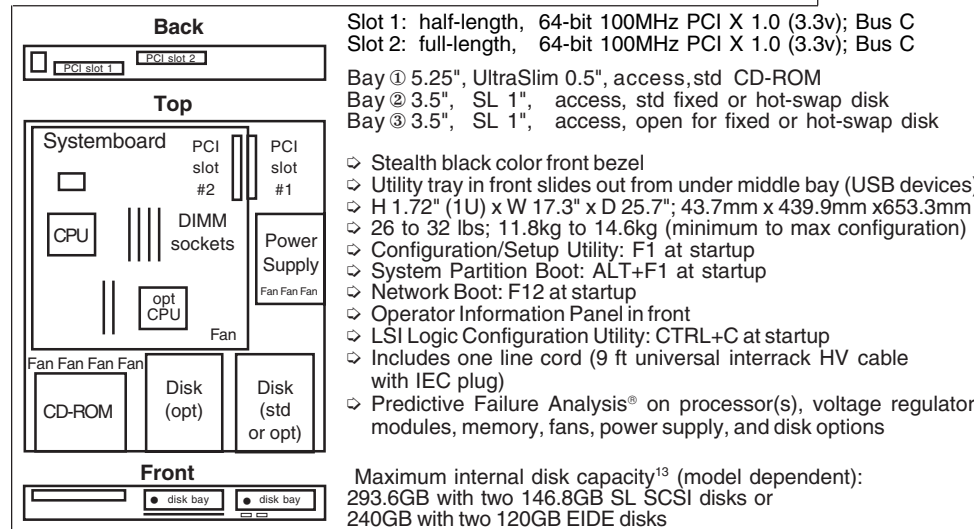 Back
PCI slot 1
PCI slot 2
Top
Systemboard
PCI
slot
#2
PCI
slot
#1
CPU
DIMM
sockets
Power
Supply
Fan Fan Fan
opt
CPU
Fan
Fan Fan Fan Fan
CD-ROM
Disk
(opt)
Disk
(std
or opt)
Front
disk bay
disk bay
Slot 1: half-length, 64-bit 100MHz PCI X 1.0 (3.3v); Bus C
Slot 2: full-length, 64-bit 100MHz PCI X 1.0 (3.3v); Bus C
Bay ① 5.25", UltraSlim 0.5", access,std CD-ROM
Bay ② 3.5", SL 1", access, std fixed or hot-swap disk
Bay ③ 3.5", SL 1", access, open for fixed or hot-swap disk
➭ Stealth black color front bezel
➭ Utility tray in front slides out from under middle bay (USB devices)
➭ H 1.72" (1U) x W 17.3" x D 25.7"; 43.7mm x 439.9mm x653.3mm
➭ 26 to 32 lbs; 11.8kg to 14.6kg (minimum to max configuration)
➭ Configuration/Setup Utility: F1 at startup
➭ System Partition Boot: ALT+F1 at startup
➭ Network Boot: F12 at startup
➭ Operator Information Panel in front
➭ LSI Logic Configuration Utility: CTRL+C at startup
➭ Includes one line cord (9 ft universal interrack HV cable
with IEC plug)
➭ Predictive Failure Analysis® on processor(s), voltage regulator
modules, memory, fans, power supply, and disk options
Maximum internal disk capacity¹³ (model dependent):
293.6GB with two 146.8GB SL SCSI disks or
240GB with two 120GB EIDE disks